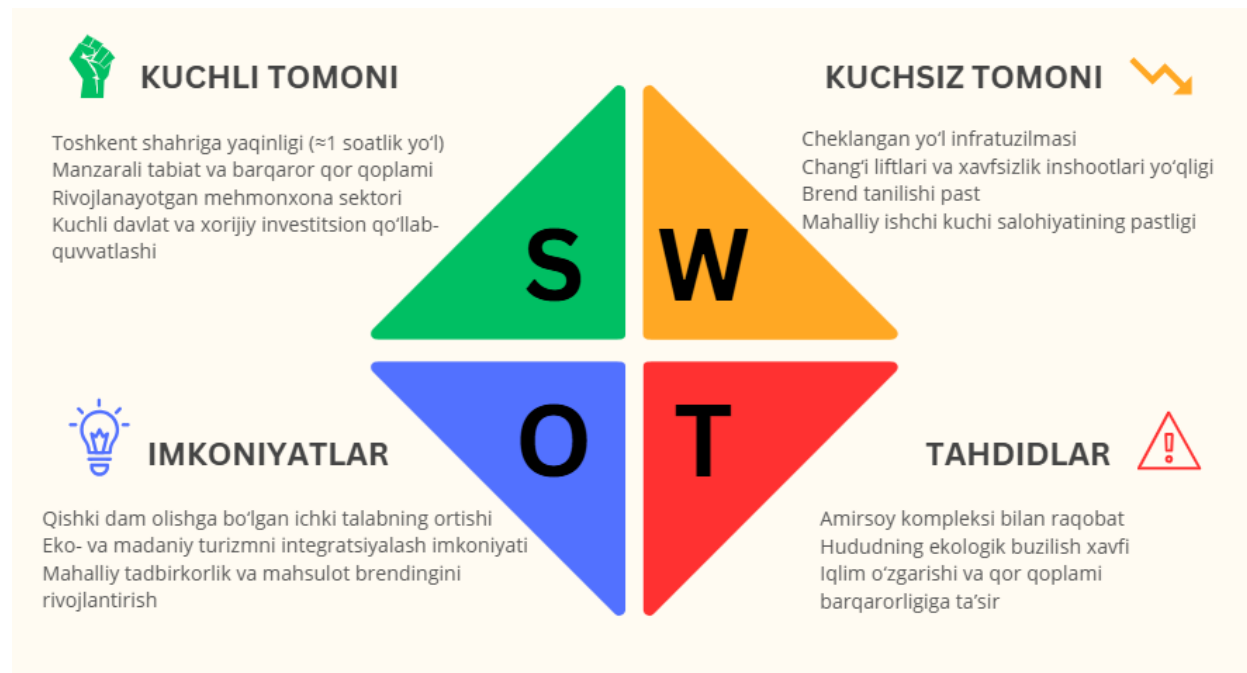 KUCHLI TOMONI
Toshkent shahriga yaqinligi (≈1 soatlik yo‘l)
Manzarali tabiat va barqaror qor qoplami
Rivojlanayotgan mehmonxona sektori
Kuchli davlat va xorijiy investitsion qo‘llab-
quvvatlashi
KUCHSIZ TOMONI
Cheklangan yo‘l infratuzilmasi
Chang‘i liftlari va xavfsizlik inshootlari yo‘qligi
Brend tanilishi past
Mahalliy ishchi kuchi salohiyatining pastligi
S
W
O
T
IMKONIYATLAR
Qishki dam olishga bo‘lgan ichki talabning ortishi
Eko- va madaniy turizmni integratsiyalash imkoniyati
Mahalliy tadbirkorlik va mahsulot brendingini
rivojlantirish
TAHDIDLAR
Amirsoy kompleksi bilan raqobat
Hududning ekologik buzilish xavfi
Iqlim o‘zgarishi va qor qoplami
barqarorligiga ta’sir